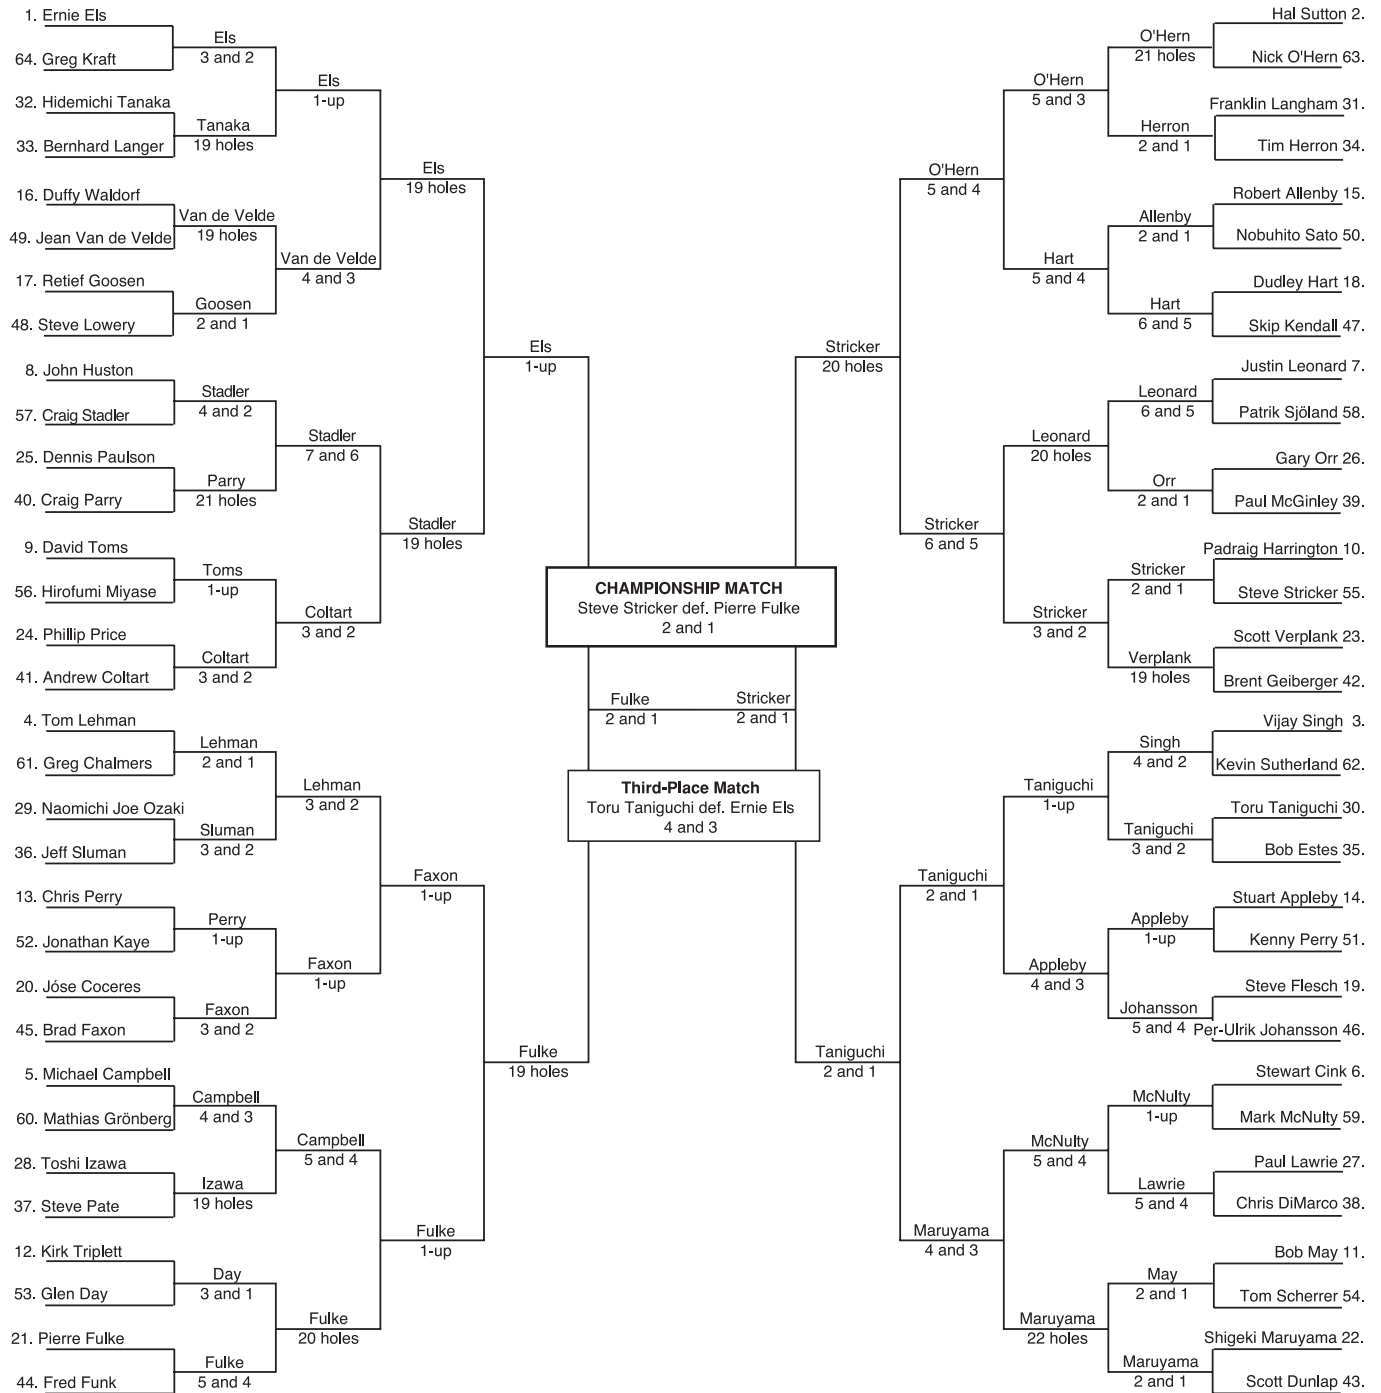 1. Ernie Els
64. Greg Kraft
32. Hidemichi Tanaka
33. Bernhard Langer
16. Duffy Waldorf
49. Jean Van de Velde
17. Retief Goosen
48. Steve Lowery
8. John Huston
57. Craig Stadler
25. Dennis Paulson
40. Craig Parry
9. David Toms
56. Hirofumi Miyase
24. Phillip Price
41. Andrew Coltart
4. Tom Lehman
61. Greg Chalmers
29. Naomichi Joe Ozaki
36. Jeff Sluman
13. Chris Perry
52. Jonathan Kaye
20. Jóse Coceres
45. Brad Faxon
5. Michael Campbell
60. Mathias Grönberg
28. Toshi Izawa
37. Steve Pate
12. Kirk Triplett
53. Glen Day
21. Pierre Fulke
44. Fred Funk
Els
3 and 2
Tanaka
19 holes
Van de Velde
19 holes
Goosen
2 and 1
Stadler
4 and 2
Parry
21 holes
Toms
1-up
Coltart
3 and 2
Lehman
2 and 1
Sluman
3 and 2
Perry
1-up
Faxon
3 and 2
Campbell
4 and 3
Izawa
19 holes
Day
3 and 1
Fulke
5 and 4
Els
1-up
Van de Velde
4 and 3
Stadler
7 and 6
Coltart
3 and 2
Lehman
3 and 2
Faxon
1-up
Campbell
5 and 4
Fulke
20 holes
Els
19 holes
Stadler
19 holes
Faxon
1-up
Fulke
1-up
Els
1-up
Fulke
19 holes
CHAMPIONSHIP MATCH
Steve Stricker def. Pierre Fulke
2 and 1
Fulke
2 and 1
Stricker
2 and 1
Third-Place Match
Toru Taniguchi def. Ernie Els
4 and 3
Stricker
20 holes
Taniguchi
2 and 1
O'Hern
5 and 4
Stricker
6 and 5
Taniguchi
2 and 1
Maruyama
4 and 3
O'Hern
5 and 3
Hart
5 and 4
Leonard
20 holes
Stricker
3 and 2
Taniguchi
1-up
Appleby
4 and 3
McNulty
5 and 4
Maruyama
22 holes
O'Hern
21 holes
Herron
2 and 1
Allenby
2 and 1
Hart
6 and 5
Leonard
6 and 5
Orr
2 and 1
Stricker
2 and 1
Verplank
19 holes
Singh
4 and 2
Taniguchi
3 and 2
Appleby
1-up
Johansson
5 and 4
McNulty
1-up
Lawrie
5 and 4
May
2 and 1
Maruyama
2 and 1
Hal Sutton 2.
Nick O'Hern 63.
Franklin Langham 31.
Tim Herron 34.
Robert Allenby 15.
Nobuhito Sato 50.
Dudley Hart 18.
Skip Kendall 47.
Justin Leonard 7.
Patrik Sjöland 58.
Gary Orr 26.
Paul McGinley 39.
Padraig Harrington 10.
Steve Stricker 55.
Scott Verplank 23.
Brent Geiberger 42.
Vijay Singh 3.
Kevin Sutherland 62.
Toru Taniguchi 30.
Bob Estes 35.
Stuart Appleby 14.
Kenny Perry 51.
Steve Flesch 19.
Per-Ulrik Johansson 46.
Stewart Cink 6.
Mark McNulty 59.
Paul Lawrie 27.
Chris DiMarco 38.
Bob May 11.
Tom Scherrer 54.
Shigeki Maruyama 22.
Scott Dunlap 43.